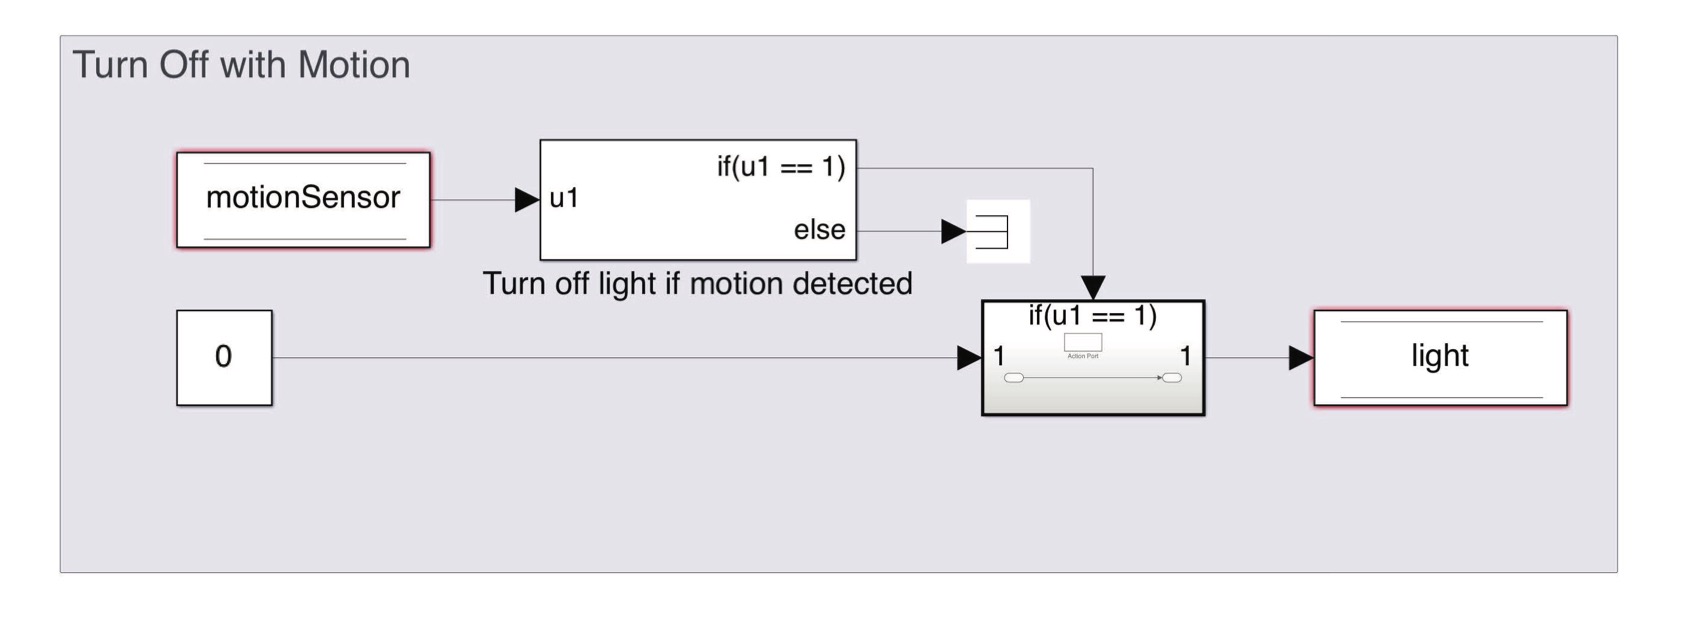 Turn Off with Motion
motionSensor
u1
if(u1 == 1)
else
Turn off light if motion detected
0
if(u1 == 1)
1
Action Port
1
light